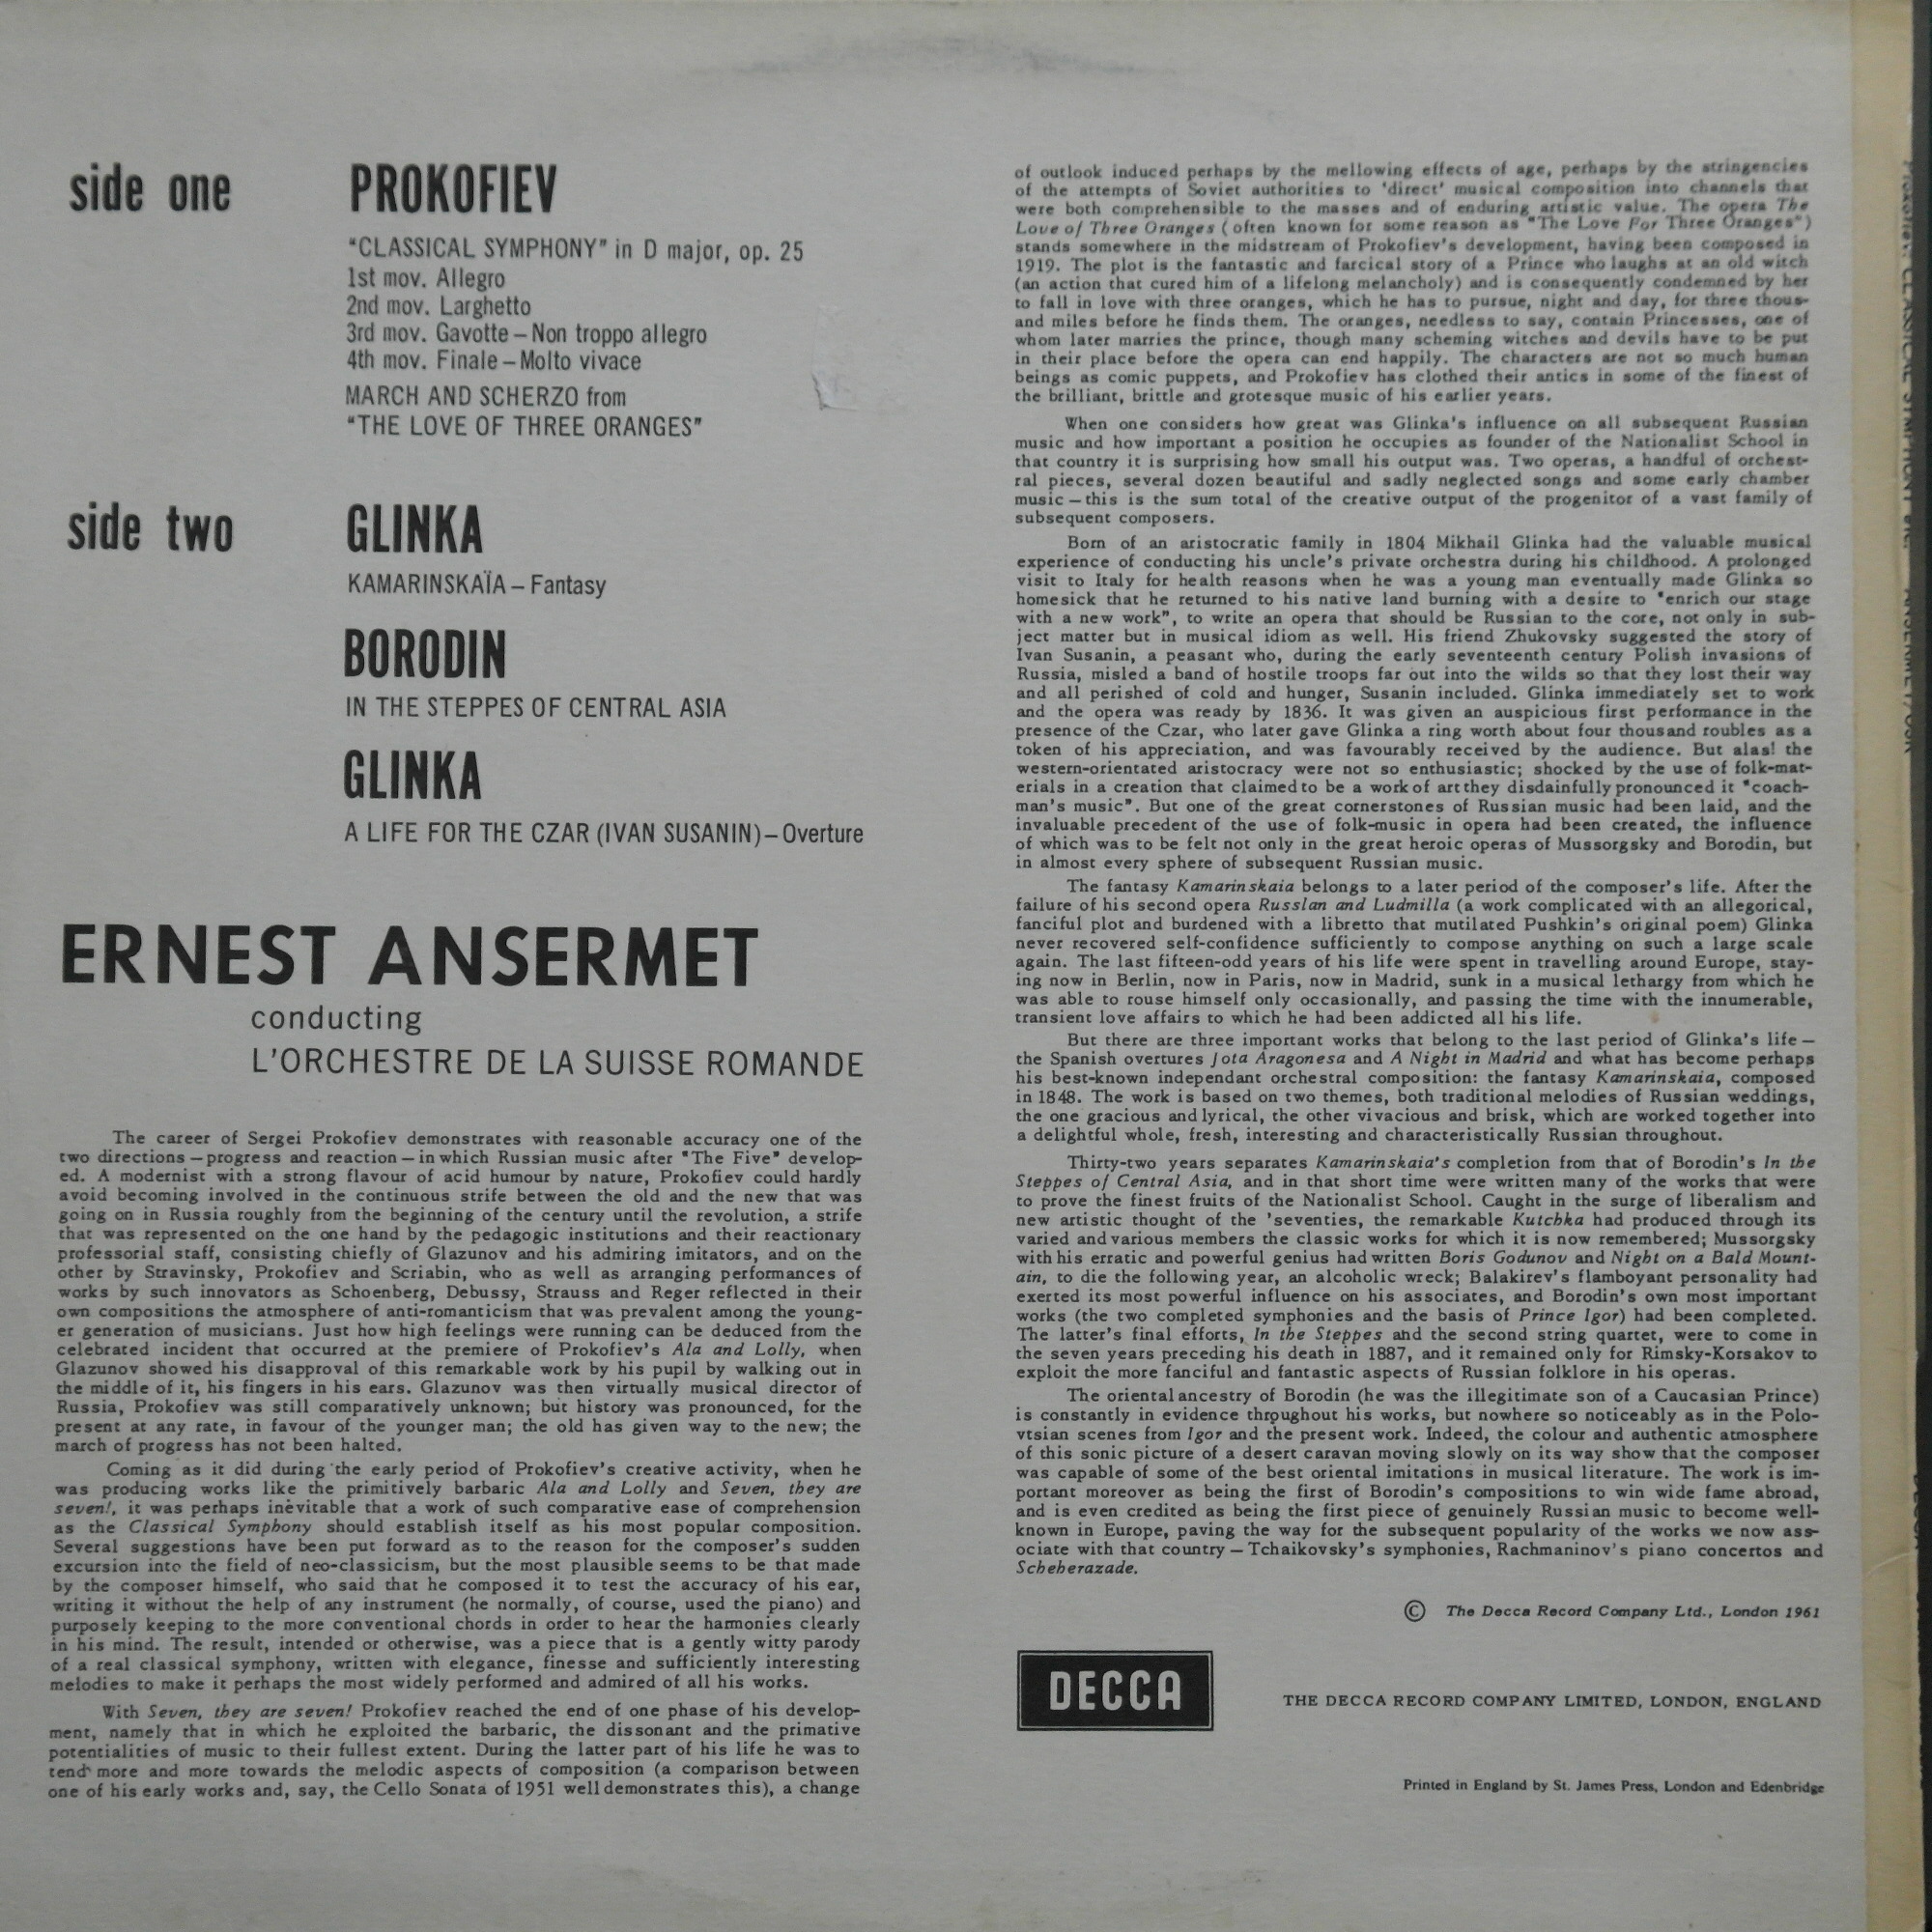 side one
PROKOFIEV
"CLASSICAL SYMPHONY" in D major, op. 25
1st mov. Allegro
2nd mov. Larghetto
3rd mov. Gavotte – Non troppo allegro
4th mov. Finale – Molto vivace
MARCH AND SCHERZO from
"THE LOVE OF THREE ORANGES"
side two
GLINKA
KAMARINSKAÏA – Fantasy
BORODIN
IN THE STEPPES OF CENTRAL ASIA
GLINKA
A LIFE FOR THE CZAR (IVAN SUSANIN) – Overture
ERNEST ANSERMET
conducting
L'ORCHESTRE DE LA SUISSE ROMANDE
The career of Sergei Prokofiev demonstrates with reasonable accuracy one of the
two directions – progress and reaction – in which Russian music after "The Five" develop-
ed. A modernist with a strong flavour of acid humour by nature, Prokofiev could hardly
avoid becoming involved in the continuous strife between the old and the new that was
going on in Russia roughly from the beginning of the century until the revolution, a strife
that was represented on the one hand by the pedagogic institutions and their reactionary
professorial staff, consisting chiefly of Glazunov and his admiring imitators, and on the
other by Stravinsky, Prokofiev and Scriabin, who as well as arranging performances of
works by such innovators as Schoenberg, Debussy, Strauss and Reger reflected in their
own compositions the atmosphere of anti-romanticism that was prevalent among the young-
er generation of musicians. Just how high feelings were running can be deduced from the
celebrated incident that occurred at the premiere of Prokofiev's Ala and Lolly, when
Glazunov showed his disapproval of this remarkable work by his pupil by walking out in
the middle of it, his fingers in his ears. Glazunov was then virtually musical director of
Russia, Prokofiev was still comparatively unknown; but history was pronounced, for the
present at any rate, in favour of the younger man; the old has given way to the new; the
march of progress has not been halted.
Coming as it did during the early period of Prokofiev's creative activity, when he
was producing works like the primitively barbaric Ala and Lolly and Seven, they are
seven!, it was perhaps inevitable that a work of such comparative ease of comprehension
as the Classical Symphony should establish itself as his most popular composition.
Several suggestions have been put forward as to the reason for the composer's sudden
excursion into the field of neo-classicism, but the most plausible seems to be that made
by the composer himself, who said that he composed it to test the accuracy of his ear,
writing it without the help of any instrument (he normally, of course, used the piano) and
purposely keeping to the more conventional chords in order to hear the harmonies clearly
in his mind. The result, intended or otherwise, was a piece that is a gently witty parody
of a real classical symphony, written with elegance, finesse and sufficiently interesting
melodies to make it perhaps the most widely performed and admired of all his works.
With Seven, they are seven! Prokofiev reached the end of one phase of his develop-
ment, namely that in which he exploited the barbaric, the dissonant and the primative
potentialities of music to their fullest extent. During the latter part of his life he was to
tend more and more towards the melodic aspects of composition (a comparison between
one of his early works and, say, the Cello Sonata of 1951 well demonstrates this), a change
of outlook induced perhaps by the mellowing effects of age, perhaps by the stringencies
of the attempts of Soviet authorities to 'direct' musical composition into channels that
were both comprehensible to the masses and of enduring artistic value. The opera The
Love of Three Oranges (often known for some reason as "The Love For Three Oranges")
stands somewhere in the midstream of Prokofiev's development, having been composed in
1919. The plot is the fantastic and farcical story of a Prince who laughs at an old witch
(an action that cured him of a lifelong melancholy) and is consequently condemned by her
to fall in love with three oranges, which he has to pursue, night and day, for three thous-
and miles before he finds them. The oranges, needless to say, contain Princesses, one of
whom later marries the prince, though many scheming witches and devils have to be put
in their place before the opera can end happily. The characters are not so much human
beings as comic puppets, and Prokofiev has clothed their antics in some of the finest of
the brilliant, brittle and grotesque music of his earlier years.
When one considers how great was Glinka's influence on all subsequent Russian
music and how important a position he occupies as founder of the Nationalist School in
that country it is surprising how small his output was. Two operas, a handful of orchest-
ral pieces, several dozen beautiful and sadly neglected songs and some early chamber
music – this is the sum total of the creative output of the progenitor of a vast family of
subsequent composers.
Born of an aristocratic family in 1804 Mikhail Glinka had the valuable musical
experience of conducting his uncle's private orchestra during his childhood. A prolonged
visit to Italy for health reasons when he was a young man eventually made Glinka so
homesick that he returned to his native land burning with a desire to "enrich our stage
with a new work", to write an opera that should be Russian to the core, not only in sub-
ject matter but in musical idiom as well. His friend Zhukovsky suggested the story of
Ivan Susanin, a peasant who, during the early seventeenth century Polish invasions of
Russia, misled a band of hostile troops far out into the wilds so that they lost their way
and all perished of cold and hunger, Susanin included. Glinka immediately set to work
and the opera was ready by 1836. It was given an auspicious first performance in the
presence of the Czar, who later gave Glinka a ring worth about four thousand roubles as a
token of his appreciation, and was favourably received by the audience. But alas! the
western-orientated aristocracy were not so enthusiastic; shocked by the use of folk-mat-
erials in a creation that claimed to be a work of art they disdainfully pronounced it "coach-
man's music". But one of the great cornerstones of Russian music had been laid, and the
invaluable precedent of the use of folk-music in opera had been created, the influence
of which was to be felt not only in the great heroic operas of Mussorgsky and Borodin, but
in almost every sphere of subsequent Russian music.
The fantasy Kamarinskaia belongs to a later period of the composer's life. After the
failure of his second opera Russlan and Ludmilla (a work complicated with an allegorical,
fanciful plot and burdened with a libretto that mutilated Pushkin's original poem) Glinka
never recovered self-confidence sufficiently to compose anything on such a large scale
again. The last fifteen-odd years of his life were spent in travelling around Europe, stay-
ing now in Berlin, now in Paris, now in Madrid, sunk in a musical lethargy from which he
was able to rouse himself only occasionally, and passing the time with the innumerable,
transient love affairs to which he had been addicted all his life.
But there are three important works that belong to the last period of Glinka's life –
the Spanish overtures Jota Aragonesa and A Night in Madrid and what has become perhaps
his best-known independant orchestral composition: the fantasy Kamarinskaia, composed
in 1848. The work is based on two themes, both traditional melodies of Russian weddings,
the one gracious and lyrical, the other vivacious and brisk, which are worked together into
a delightful whole, fresh, interesting and characteristically Russian throughout.
Thirty-two years separates Kamarinskaia's completion from that of Borodin's In the
Steppes of Central Asia, and in that short time were written many of the works that were
to prove the finest fruits of the Nationalist School. Caught in the surge of liberalism and
new artistic thought of the 'seventies, the remarkable Kutchka had produced through its
varied and various members the classic works for which it is now remembered; Mussorgsky
with his erratic and powerful genius had written Boris Godunov and Night on a Bald Mount-
ain, to die the following year, an alcoholic wreck; Balakirev's flamboyant personality had
exerted its most powerful influence on his associates, and Borodin's own most important
works (the two completed symphonies and the basis of Prince Igor) had been completed.
The latter's final efforts, In the Steppes and the second string quartet, were to come in
the seven years preceding his death in 1887, and it remained only for Rimsky-Korsakov to
exploit the more fanciful and fantastic aspects of Russian folklore in his operas.
The oriental ancestry of Borodin (he was the illegitimate son of a Caucasian Prince)
is constantly in evidence throughout his works, but nowhere so noticeably as in the Polo-
vtsian scenes from Igor and the present work. Indeed, the colour and authentic atmosphere
of this sonic picture of a desert caravan moving slowly on its way show that the composer
was capable of some of the best oriental imitations in musical literature. The work is im-
portant moreover as being the first of Borodin's compositions to win wide fame abroad,
and is even credited as being the first piece of genuinely Russian music to become well-
known in Europe, paving the way for the subsequent popularity of the works we now ass-
ociate with that country – Tchaikovsky's symphonies, Rachmaninov's piano concertos and
Scheherazade.
© The Decca Record Company Ltd., London 1961
DECCA
THE DECCA RECORD COMPANY LIMITED, LONDON, ENGLAND
Printed in England by St. James Press, London and Edenbridge